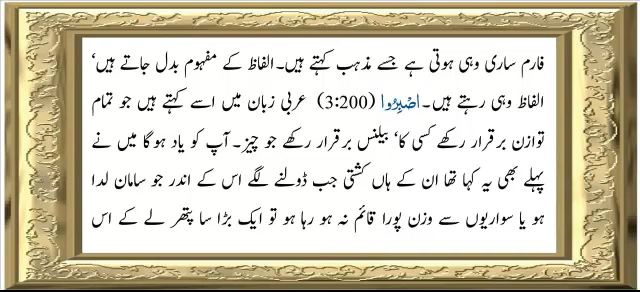 فارم ساری وہی ہوتی ہے جسے مذہب کہتے ہیں۔ الفاظ کے مفہوم بدل جاتے ہیں‘
الفاظ وہی رہتے ہیں۔ اصْبِرُوا (3:200) عربی زبان میں اسے کہتے ہیں جو تمام
توازن برقرار رکھے کسی کا‘ بیلنس برقرار رکھے جو چیز۔ آپ کو یاد ہوگا میں نے
پہلے بھی یہ کہا تھا ان کے ہاں کشتی جب ڈولنے لگے اس کے اندر جو سامان لدا
ہو یا سواریوں سے وزن پورا قائم نہ ہو رہا ہو تو ایک بڑا سا پتھر لے کے اس